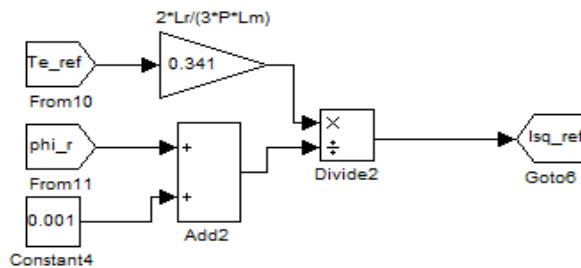 2*Lr/(3*P*Lm)
Te_ref
0.341
From10
×
÷
Isq_ref
phi_r
+
From11
Divide2
Goto6
0.001
+
Add2
Constant4